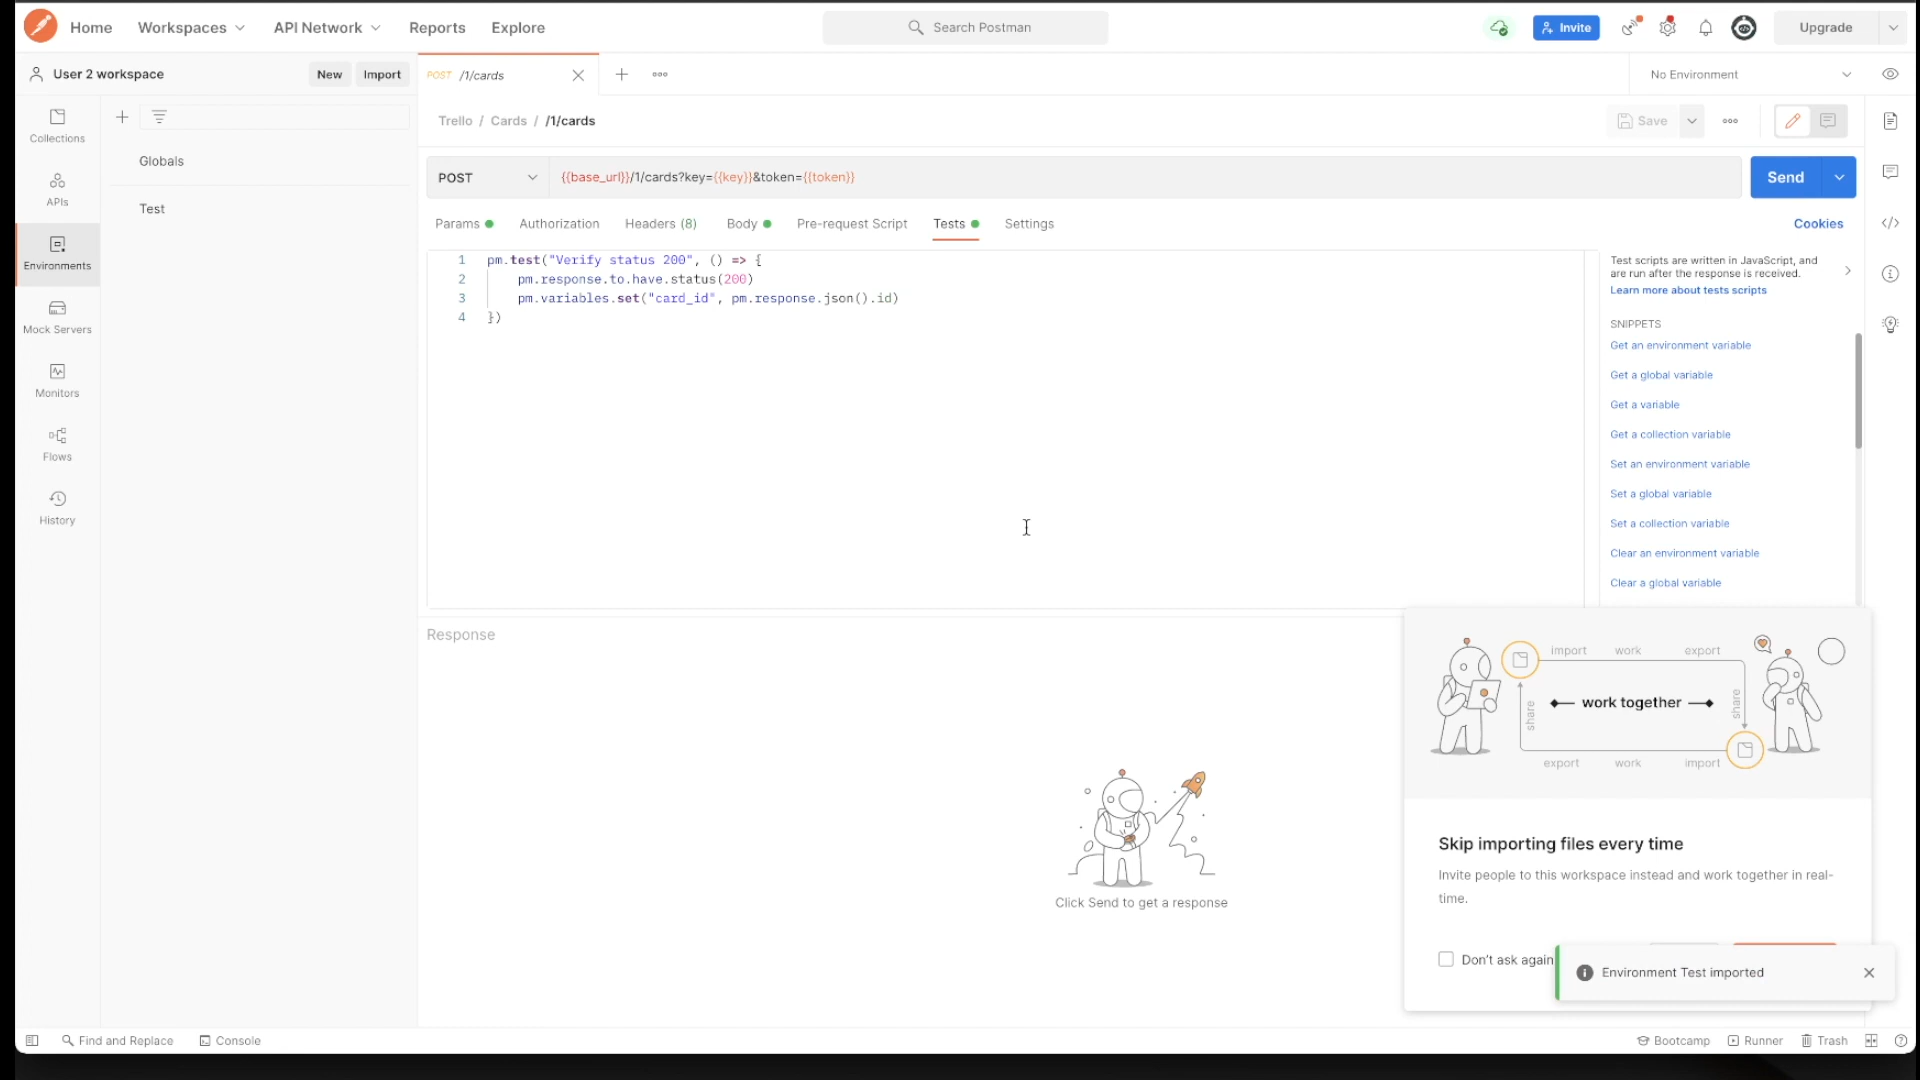 Home
Workspaces
API Network
Reports
Explore
Search Postman
Invite
Upgrade
User 2 workspace
New
Import
POST /1/cards
No Environment
Collections
APIs
Environments
Mock Servers
Monitors
Flows
History
Globals
Test
Trello / Cards / /1/cards
Save
POST
{{base_url}}/1/cards?key={{key}}&token={{token}}
Send
Params
Authorization
Headers (8)
Body
Pre-request Script
Tests
Settings
Cookies
1 pm.test("Verify status 200", () => {
2 pm.response.to.have.status(200)
3 pm.variables.set("card_id", pm.response.json().id)
4 })
Test scripts are written in JavaScript, and
are run after the response is received.
Learn more about tests scripts
SNIPPETS
Get an environment variable
Get a global variable
Get a variable
Get a collection variable
Set an environment variable
Set a global variable
Set a collection variable
Clear an environment variable
Clear a global variable
Response
Click Send to get a response
import work export
share
work together
share
export work import
Skip importing files every time
Invite people to this workspace instead and work together in real-
time.
Don't ask again
Environment Test imported
Find and Replace
Console
Bootcamp
Runner
Trash